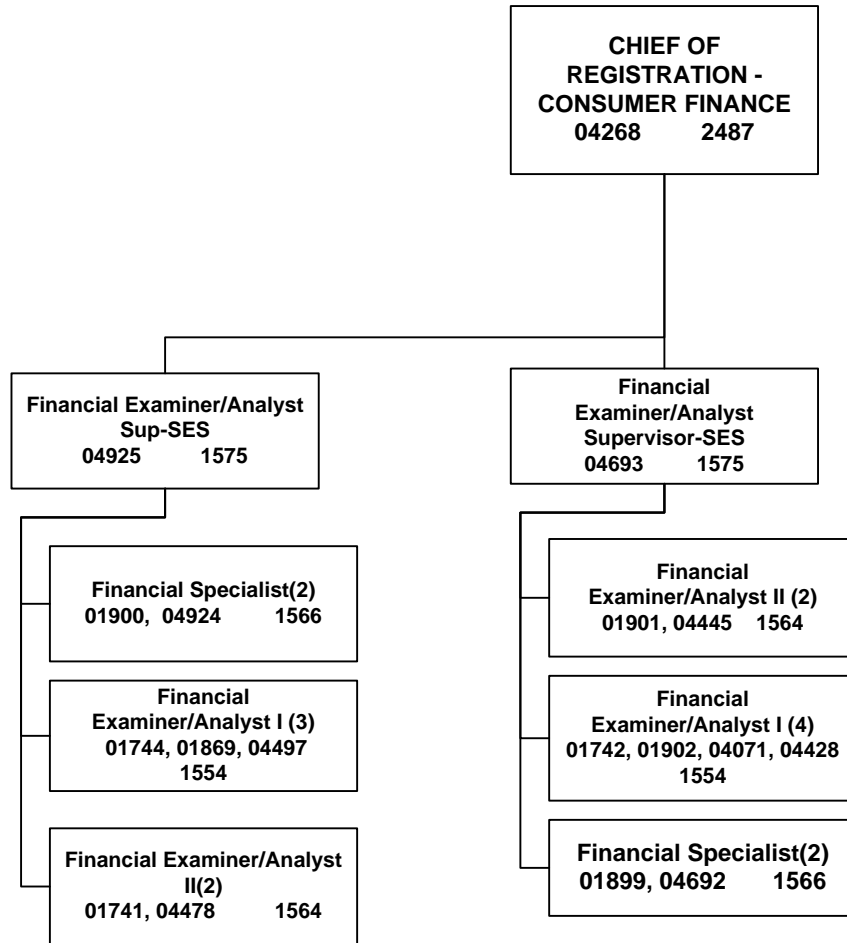 CHIEF OF
REGISTRATION -
CONSUMER FINANCE
04268 2487
Financial Examiner/Analyst
Sup-SES
04925 1575
Financial Specialist(2)
01900, 04924 1566
Financial
Examiner/Analyst I (3)
01744, 01869, 04497
1554
Financial Examiner/Analyst
II(2)
01741, 04478 1564
Financial
Examiner/Analyst
Supervisor-SES
04693 1575
Financial
Examiner/Analyst II (2)
01901, 04445 1564
Financial
Examiner/Analyst I (4)
01742, 01902, 04071, 04428
1554
Financial Specialist(2)
01899, 04692 1566